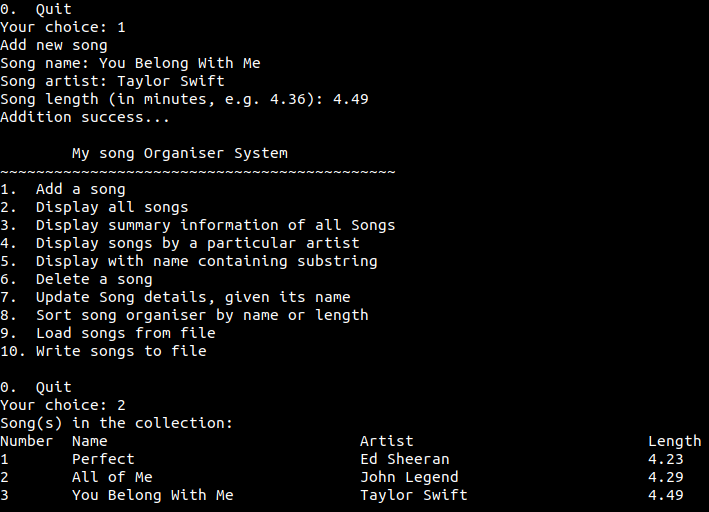 0.  Quit
Your choice: 1
Add new song
Song name: You Belong With Me
Song artist: Taylor Swift
Song length (in minutes, e.g. 4.36): 4.49
Addition success...
        My song Organiser System
~~~~~~~~~~~~~~~~~~~~~~~~~~~~~~~~~~~~~~~~~~~~
1.  Add a song
2.  Display all songs
3.  Display summary information of all Songs
4.  Display songs by a particular artist
5.  Display with name containing substring
6.  Delete a song
7.  Update Song details, given its name
8.  Sort song organiser by name or length
9.  Load songs from file
10. Write songs to file
0.  Quit
Your choice: 2
Song(s) in the collection:
Number  Name                            Artist                          Length
1       Perfect                         Ed Sheeran                      4.23
2       All of Me                       John Legend                     4.29
3       You Belong With Me              Taylor Swift                    4.49